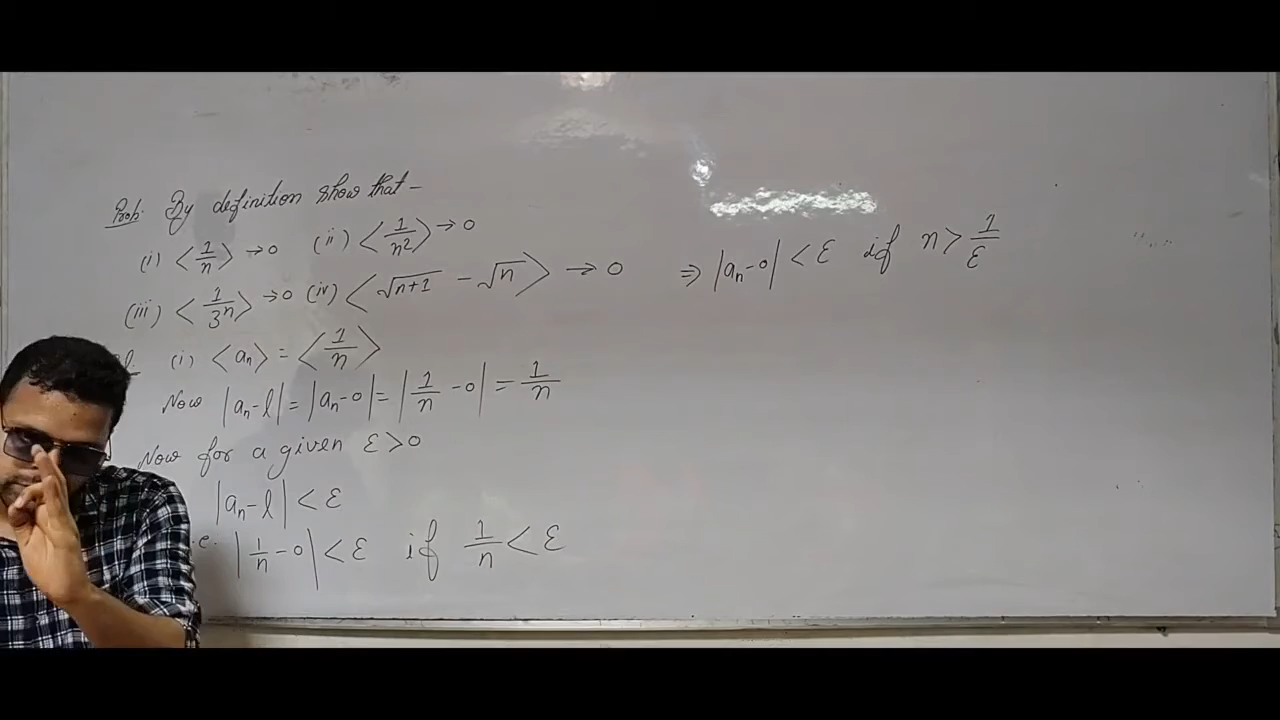 Prob. By definition show that –
(i) <1/n> → 0 (ii) <1/n²> → 0
(iii) <1/3ⁿ> → 0 (iv) <√n+1 – √n> → 0
(i) <aₙ> = <1/n>
Now |aₙ – l| = |aₙ – 0| = |1/n – 0| = 1/n
Now for a given ε > 0
|aₙ – l| < ε
.e. |1/n – 0| < ε if 1/n < ε
⇒ |aₙ – 0| < ε if n > 1/ε